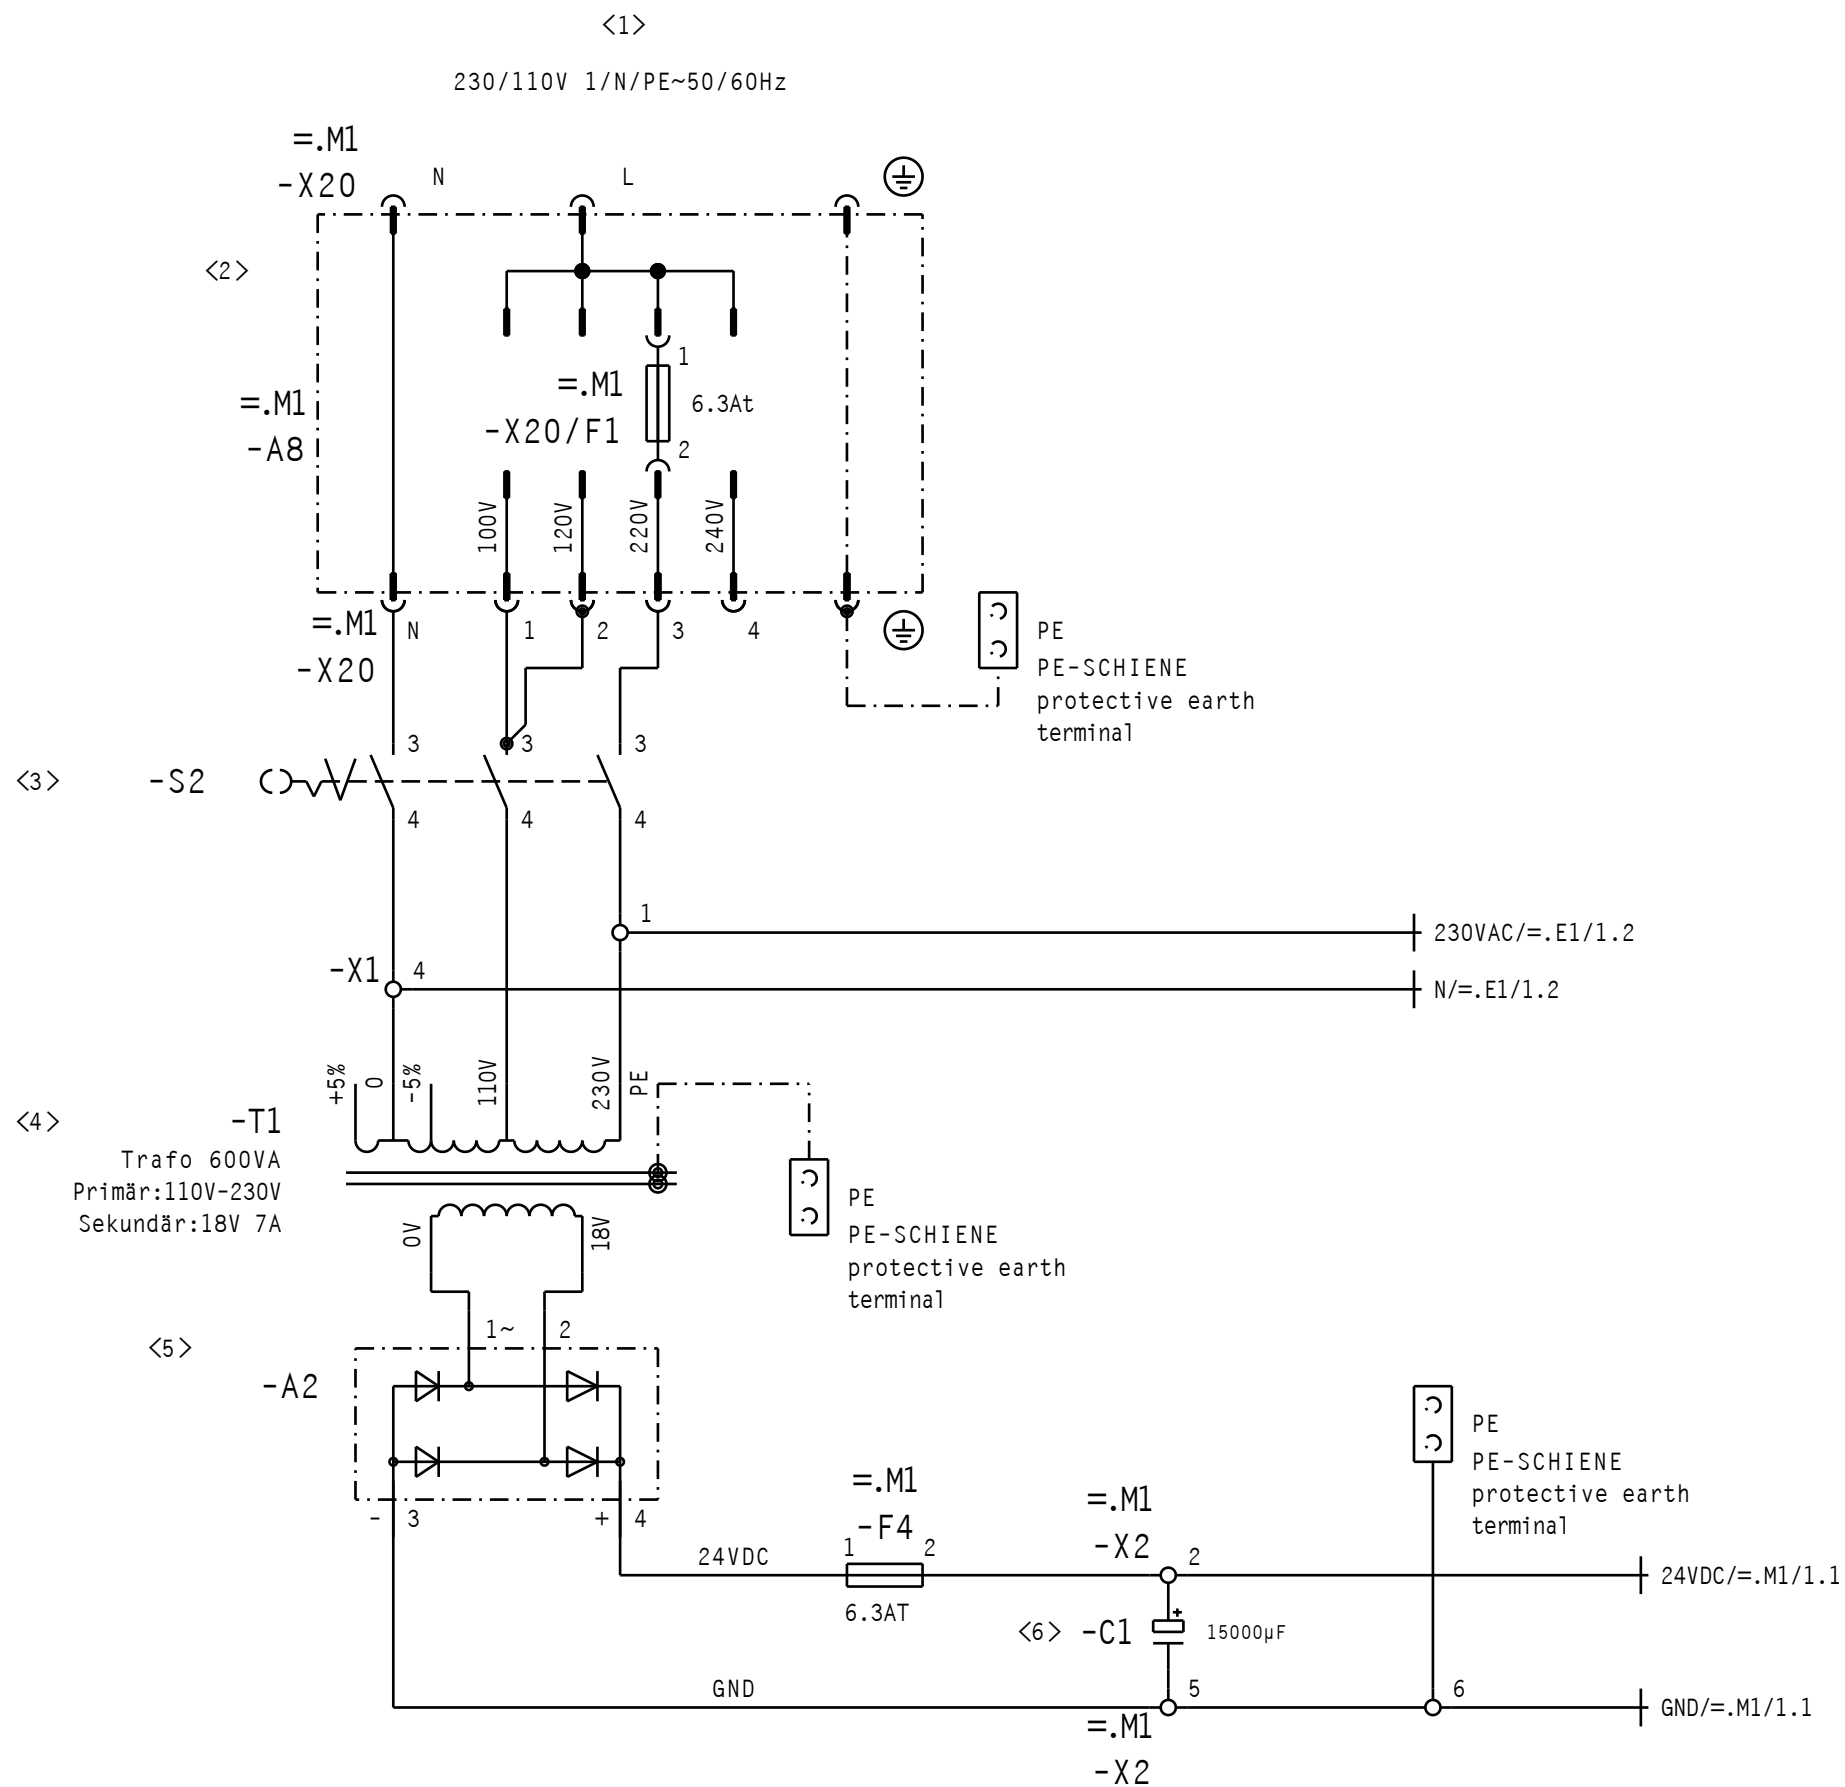 <1>
230/110V 1/N/PE~50/60Hz
=.M1
-X20
N
L
<2>
=.M1
-A8
=.M1
-X20/F1
1
6.3At
2
100V
120V
220V
240V
=.M1
-X20
N
1
2
3
4
PE
PE-SCHIENE
protective earth
terminal
<3>
-S2
3
3
3
4
4
4
1
230VAC/=.E1/1.2
-X1
4
N/=.E1/1.2
+5%
0
-5%
110V
230V
PE
<4>
-T1
Trafo 600VA
Primär:110V-230V
Sekundär:18V 7A
0V
18V
PE
PE-SCHIENE
protective earth
terminal
<5>
-A2
1~
2
- 3
+ 4
PE
PE-SCHIENE
protective earth
terminal
24VDC
=.M1
-F4
1
2
6.3AT
=.M1
-X2
2
24VDC/=.M1/1.1
<6>
-C1
+
15000µF
GND
5
6
GND/=.M1/1.1
=.M1
-X2